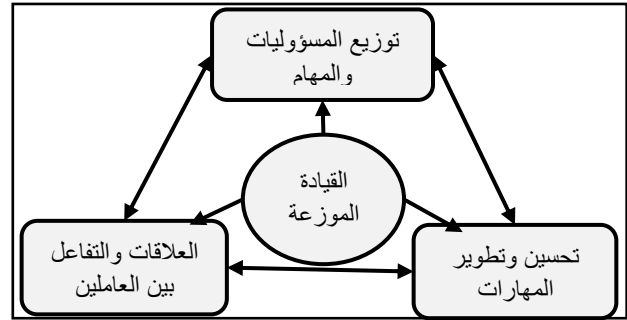 توزيع المسؤوليات
والمهام
القيادة
الموزعة
العلاقات والتفاعل
بين العاملين
تحسين وتطوير
المهارات